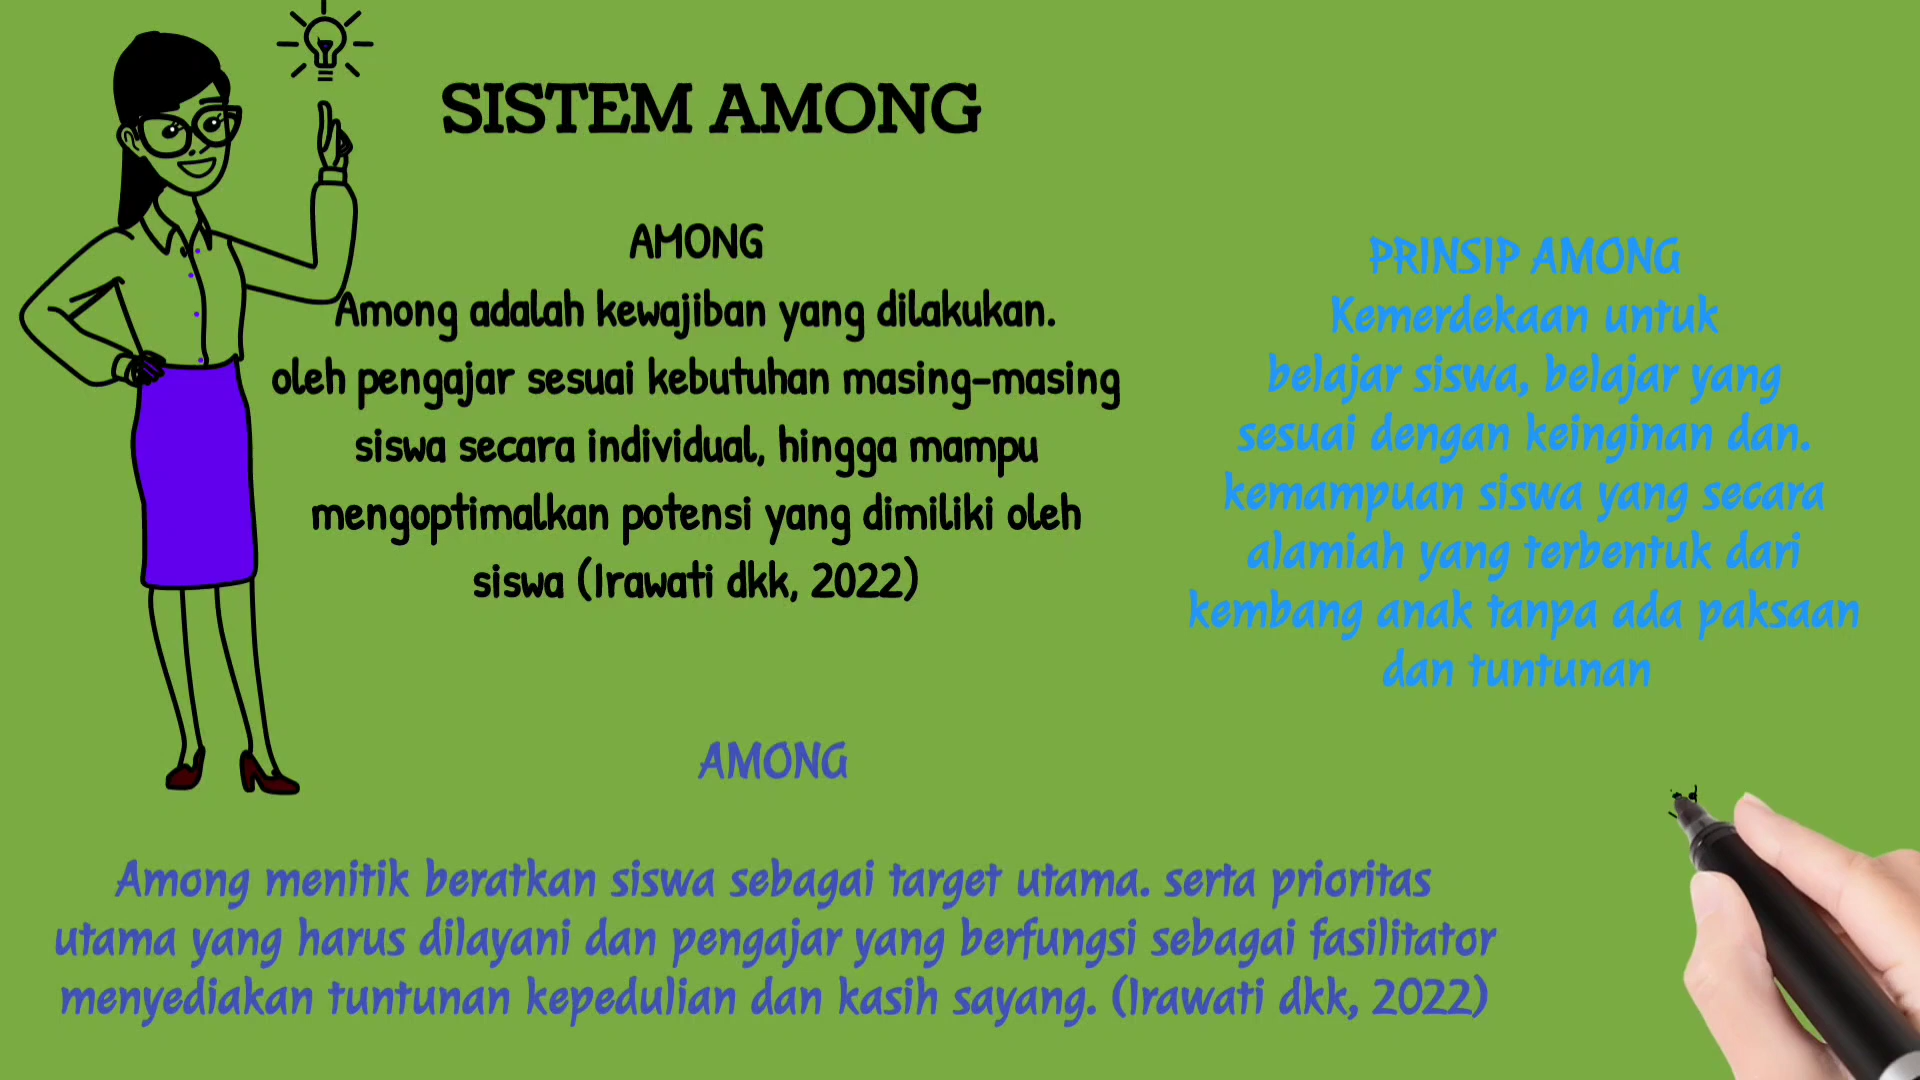 SISTEM AMONG
AMONG
Among adalah kewajiban yang dilakukan.
oleh pengajar sesuai kebutuhan masing-masing
siswa secara individual, hingga mampu
mengoptimalkan potensi yang dimiliki oleh
siswa (Irawati dkk, 2022)
PRINSIP AMONG
Kemerdekaan untuk
belajar siswa, belajar yang
sesuai dengan keinginan dan.
kemampuan siswa yang secara
alamiah yang terbentuk dari
kembang anak tanpa ada paksaan
dan tuntunan
AMONG
Among menitik beratkan siswa sebagai target utama. serta prioritas
utama yang harus dilayani dan pengajar yang berfungsi sebagai fasilitator
menyediakan tuntunan kepedulian dan kasih sayang. (Irawati dkk, 2022)